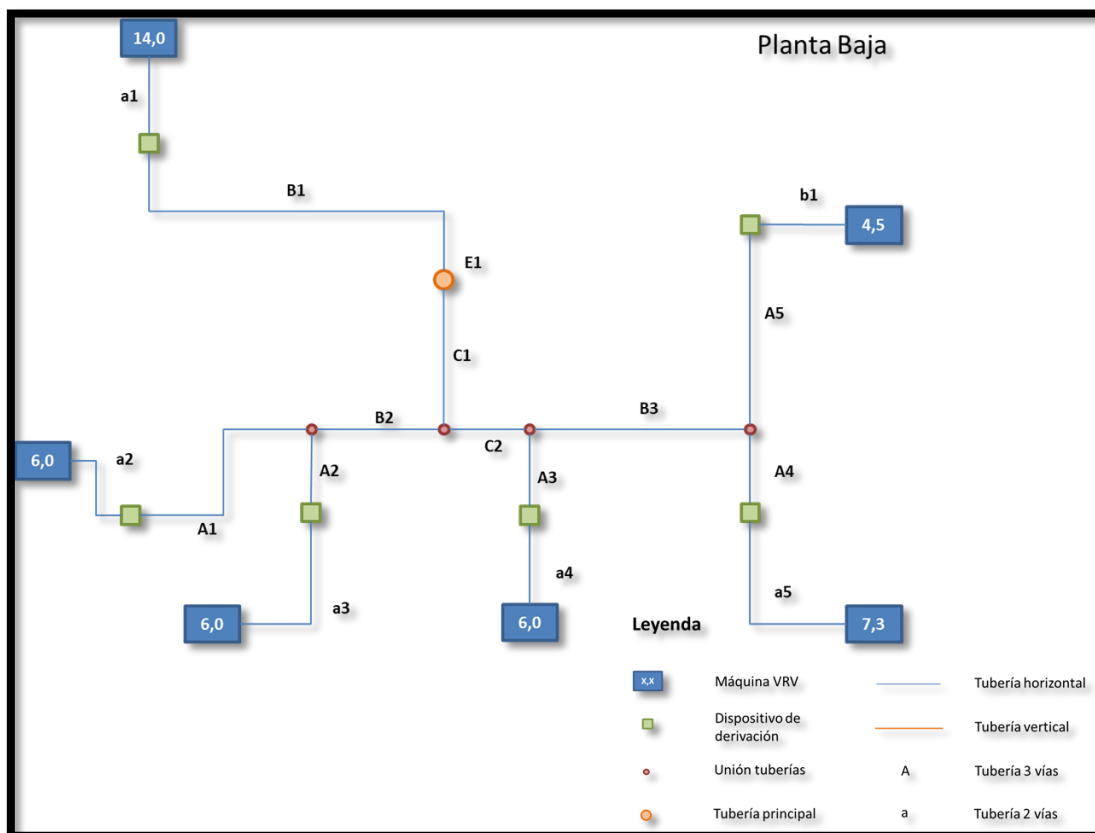 14,0
Planta Baja
a1
B1
b1
4,5
E1
A5
C1
B2
B3
C2
6,0
a2
A2
A3
A4
A1
a4
a3
a5
6,0
6,0
7,3
Leyenda
x,x
Máquina VRV
Tubería horizontal
Dispositivo de
derivación
Tubería vertical
Unión tuberías
A
Tubería 3 vías
Tubería principal
a
Tubería 2 vías